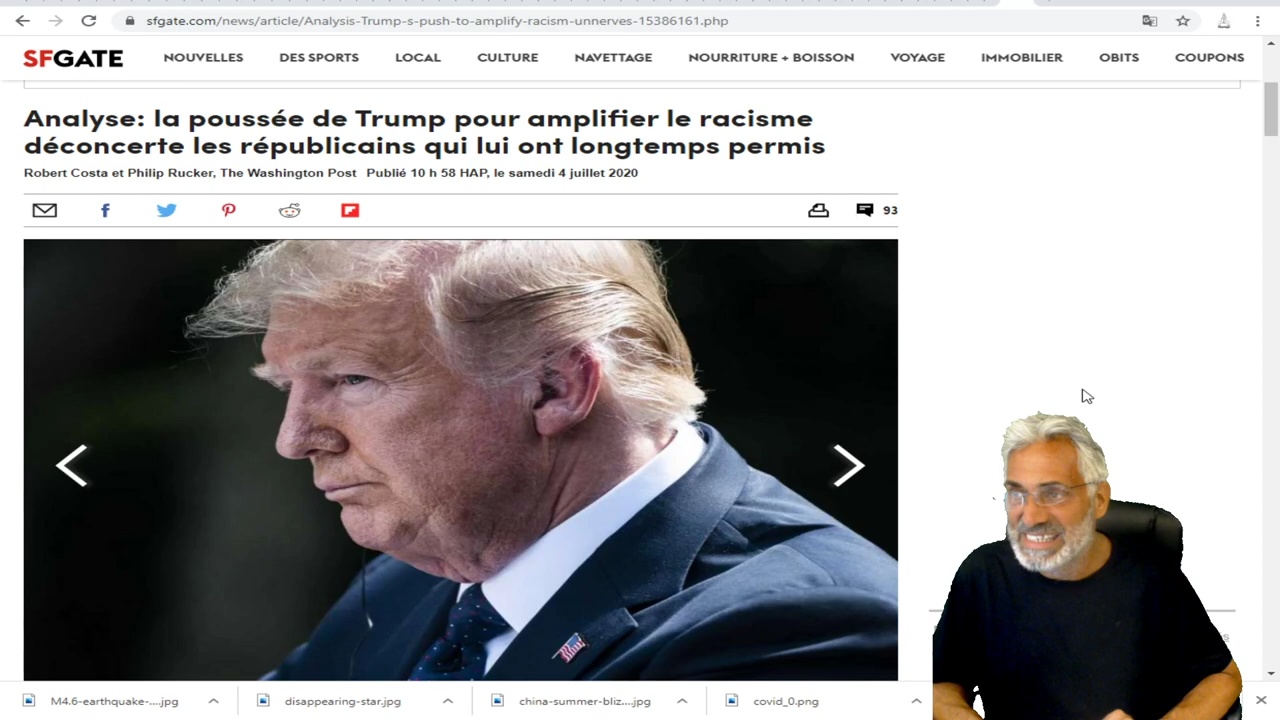 sfgate.com/news/article/Analysis-Trump-s-push-to-amplify-racism-unnerves-15386161.php
SFGATE NOUVELLES DES SPORTS LOCAL CULTURE NAVETTAGE NOURRITURE + BOISSON VOYAGE IMMOBILIER OBITS COUPONS
Analyse: la poussée de Trump pour amplifier le racisme
déconcerte les républicains qui lui ont longtemps permis
Robert Costa et Philip Rucker, The Washington Post Publié 10 h 58 HAP, le samedi 4 juillet 2020
93
M4.6-earthquake-....jpg disappearing-star.jpg china-summer-bliz....jpg covid_0.png